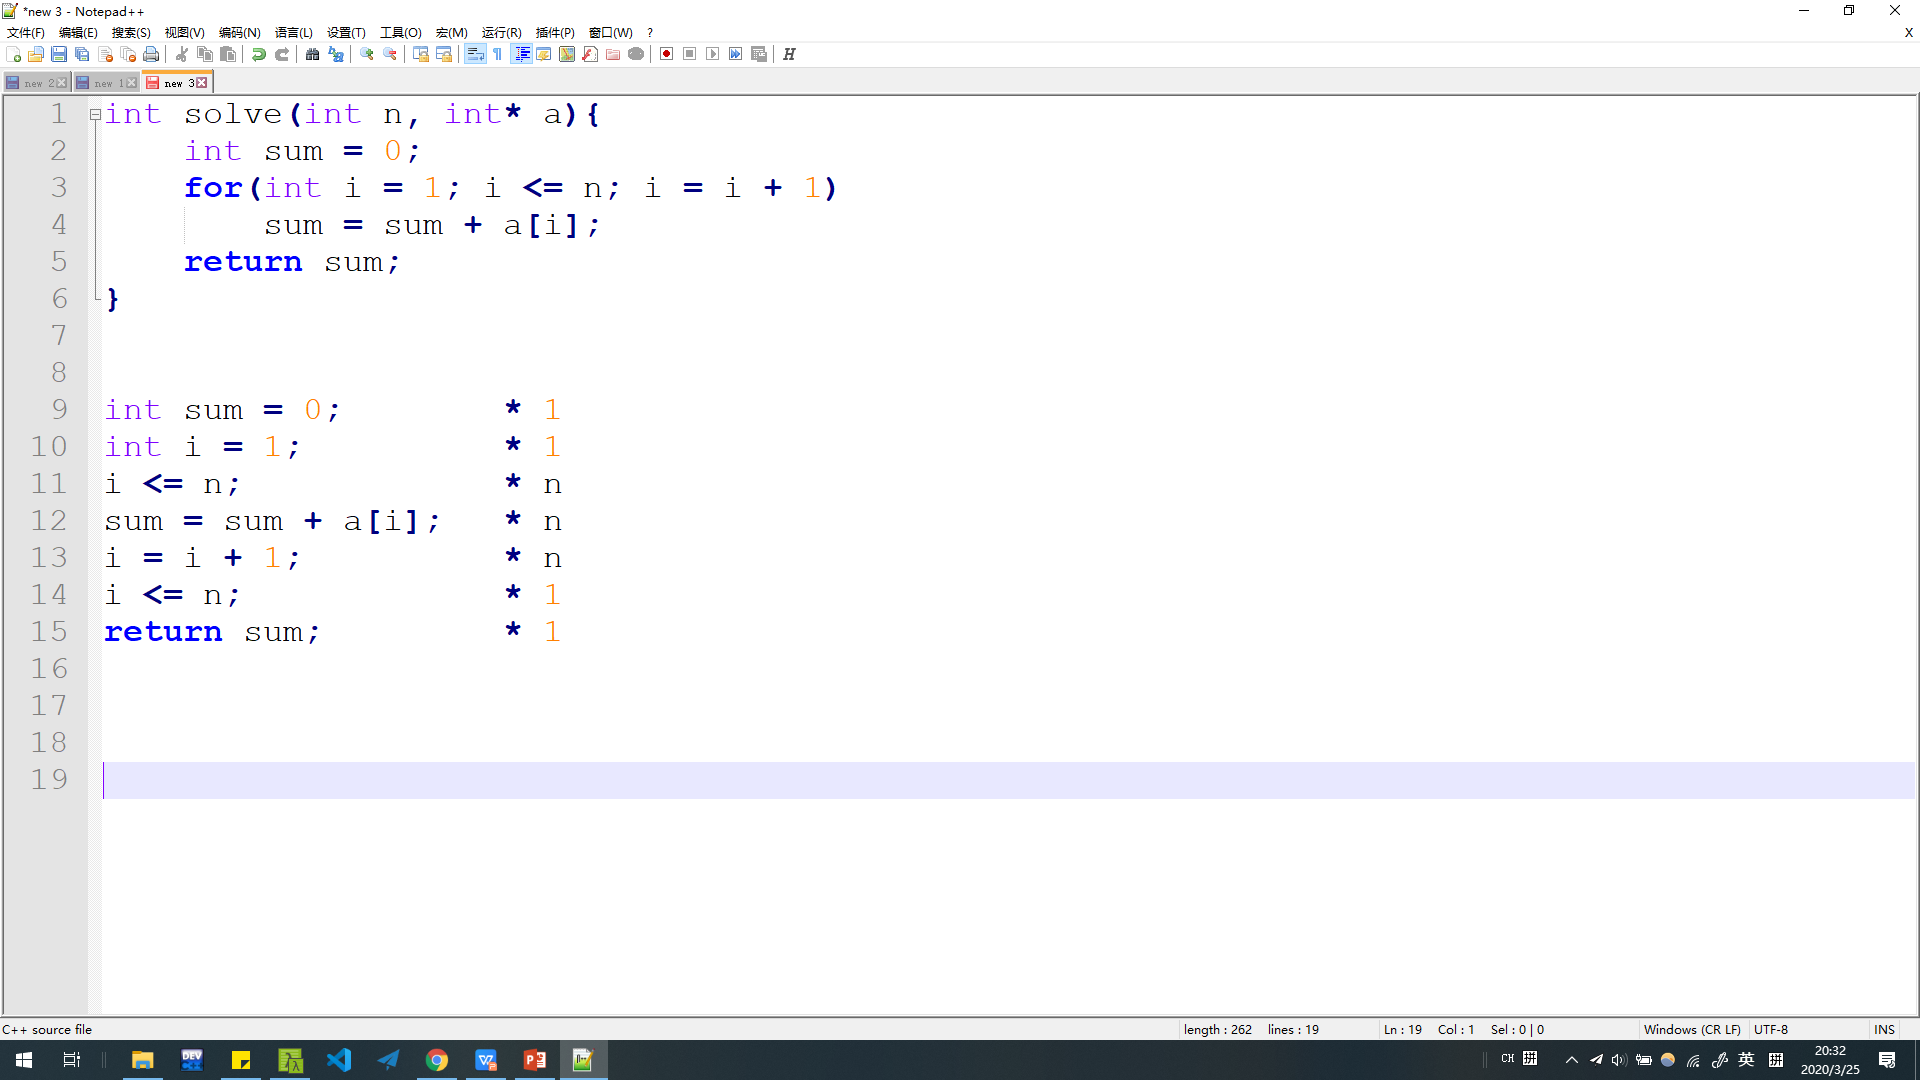 *new 3 - Notepad++
文件(F) 编辑(E) 搜索(S) 视图(V) 编码(N) 语言(L) 设置(T) 工具(O) 宏(M) 运行(R) 插件(P) 窗口(W) ? X
new 2 new 1 new 3
1 int solve(int n, int* a){
2 int sum = 0;
3 for(int i = 1; i <= n; i = i + 1)
4 sum = sum + a[i];
5 return sum;
6 }
7
8
9 int sum = 0; * 1
10 int i = 1; * 1
11 i <= n; * n
12 sum = sum + a[i]; * n
13 i = i + 1; * n
14 i <= n; * 1
15 return sum; * 1
16
17
18
19
C++ source file length : 262 lines : 19 Ln : 19 Col : 1 Sel : 0 | 0 Windows (CR LF) UTF-8 INS
DEV C++ CH 拼 英 拼 20:32
2020/3/25